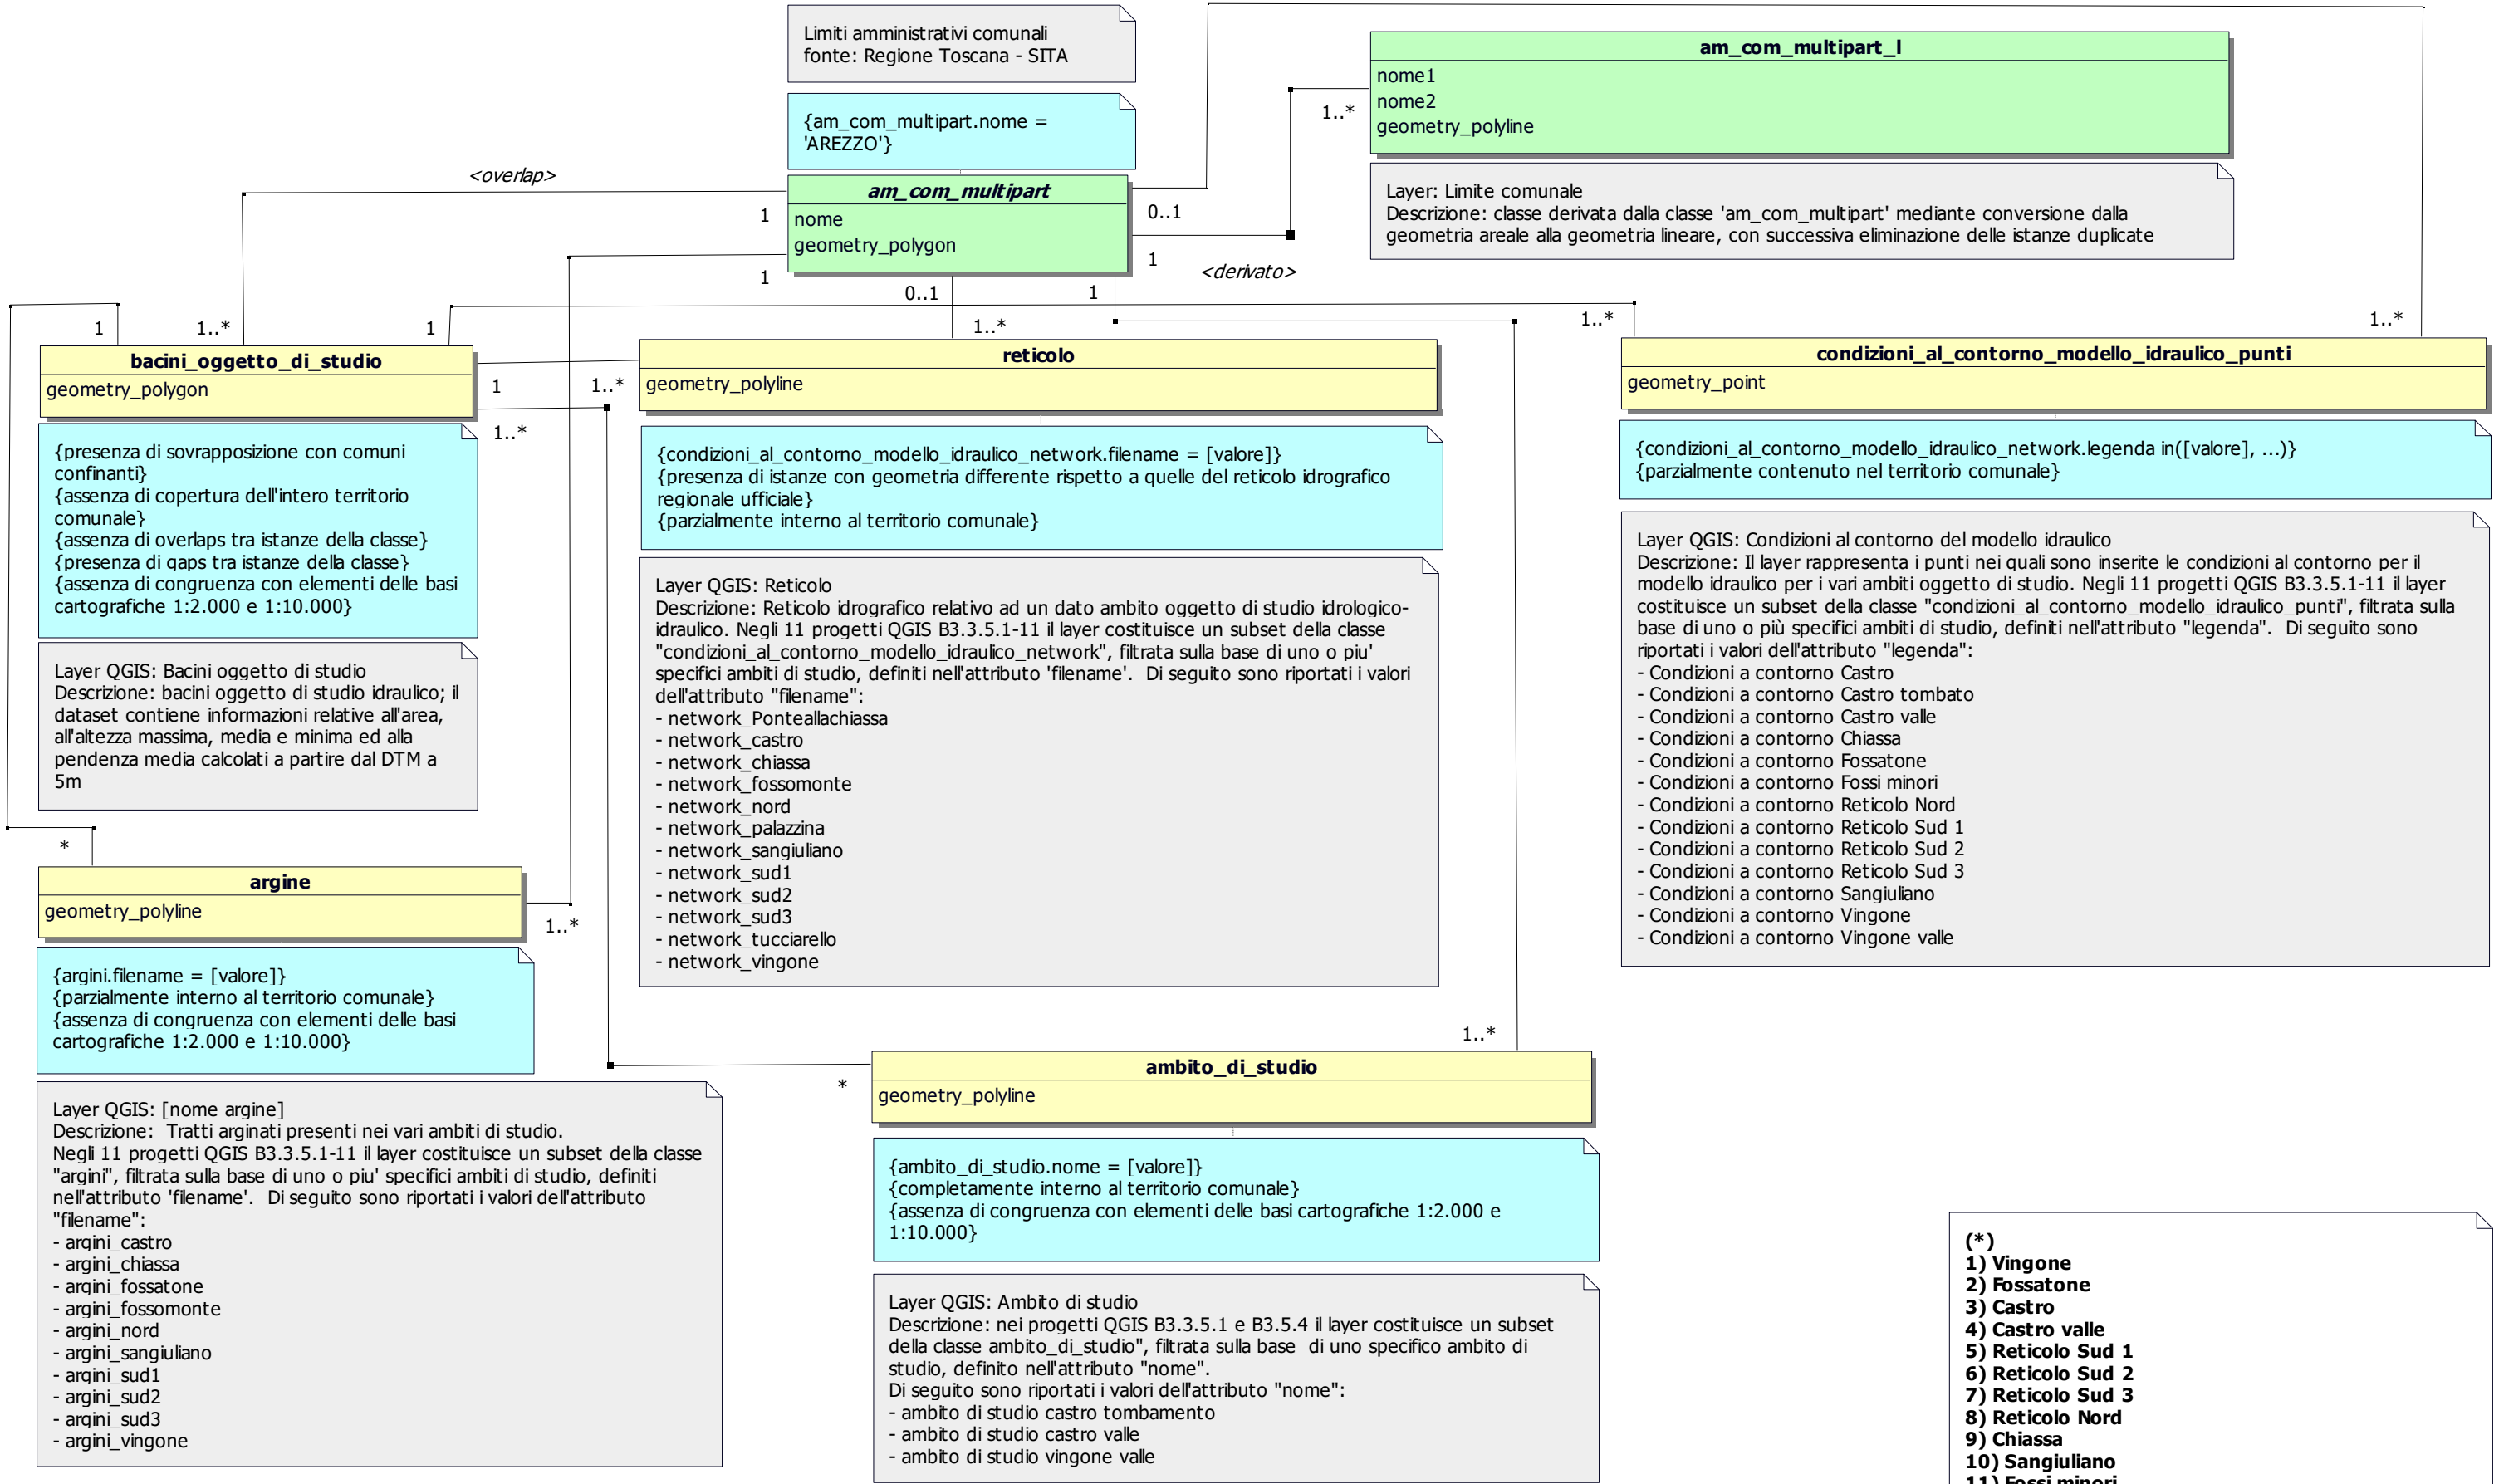 Limiti amministrativi comunali
fonte: Regione Toscana - SITA
{am_com_multipart.nome =
'AREZZO'}
am_com_multipart_l
nome1
nome2
geometry_polyline
1..*
Layer: Limite comunale
Descrizione: classe derivata dalla classe 'am_com_multipart' mediante conversione dalla
geometria areale alla geometria lineare, con successiva eliminazione delle istanze duplicate
<overlap>
am_com_multipart
nome
geometry_polygon
1
0..1
1
1
<derivato>
0..1
1
1
1..*
1
1..*
1..*
1..*
bacini_oggetto_di_studio
geometry_polygon
1
1..*
1..*
reticolo
geometry_polyline
condizioni_al_contorno_modello_idraulico_punti
geometry_point
{presenza di sovrapposizione con comuni
confinanti}
{assenza di copertura dell'intero territorio
comunale}
{assenza di overlaps tra istanze della classe}
{presenza di gaps tra istanze della classe}
{assenza di congruenza con elementi delle basi
cartografiche 1:2.000 e 1:10.000}
Layer QGIS: Bacini oggetto di studio
Descrizione: bacini oggetto di studio idraulico; il
dataset contiene informazioni relative all'area,
all'altezza massima, media e minima ed alla
pendenza media calcolati a partire dal DTM a
5m
{condizioni_al_contorno_modello_idraulico_network.filename = [valore]}
{presenza di istanze con geometria differente rispetto a quelle del reticolo idrografico
regionale ufficiale}
{parzialmente interno al territorio comunale}
Layer QGIS: Reticolo
Descrizione: Reticolo idrografico relativo ad un dato ambito oggetto di studio idrologico-
idraulico. Negli 11 progetti QGIS B3.3.5.1-11 il layer costituisce un subset della classe
"condizioni_al_contorno_modello_idraulico_network", filtrata sulla base di uno o piu'
specifici ambiti di studio, definiti nell'attributo 'filename'.  Di seguito sono riportati i valori
dell'attributo "filename":
- network_Ponteallachiassa
- network_castro
- network_chiassa
- network_fossomonte
- network_nord
- network_palazzina
- network_sangiuliano
- network_sud1
- network_sud2
- network_sud3
- network_tucciarello
- network_vingone
{condizioni_al_contorno_modello_idraulico_network.legenda in([valore], ...)}
{parzialmente contenuto nel territorio comunale}
Layer QGIS: Condizioni al contorno del modello idraulico
Descrizione: Il layer rappresenta i punti nei quali sono inserite le condizioni al contorno per il
modello idraulico per i vari ambiti oggetto di studio. Negli 11 progetti QGIS B3.3.5.1-11 il layer
costituisce un subset della classe "condizioni_al_contorno_modello_idraulico_punti", filtrata sulla
base di uno o più specifici ambiti di studio, definiti nell'attributo "legenda".  Di seguito sono
riportati i valori dell'attributo "legenda":
- Condizioni a contorno Castro
- Condizioni a contorno Castro tombato
- Condizioni a contorno Castro valle
- Condizioni a contorno Chiassa
- Condizioni a contorno Fossatone
- Condizioni a contorno Fossi minori
- Condizioni a contorno Reticolo Nord
- Condizioni a contorno Reticolo Sud 1
- Condizioni a contorno Reticolo Sud 2
- Condizioni a contorno Reticolo Sud 3
- Condizioni a contorno Sangiuliano
- Condizioni a contorno Vingone
- Condizioni a contorno Vingone valle
*
argine
geometry_polyline
1..*
{argini.filename = [valore]}
{parzialmente interno al territorio comunale}
{assenza di congruenza con elementi delle basi
cartografiche 1:2.000 e 1:10.000}
Layer QGIS: [nome argine]
Descrizione:  Tratti arginati presenti nei vari ambiti di studio.
Negli 11 progetti QGIS B3.3.5.1-11 il layer costituisce un subset della classe
"argini", filtrata sulla base di uno o piu' specifici ambiti di studio, definiti
nell'attributo 'filename'.  Di seguito sono riportati i valori dell'attributo
"filename":
- argini_castro
- argini_chiassa
- argini_fossatone
- argini_fossomonte
- argini_nord
- argini_sangiuliano
- argini_sud1
- argini_sud2
- argini_sud3
- argini_vingone
1..*
*
ambito_di_studio
geometry_polyline
{ambito_di_studio.nome = [valore]}
{completamente interno al territorio comunale}
{assenza di congruenza con elementi delle basi cartografiche 1:2.000 e
1:10.000}
Layer QGIS: Ambito di studio
Descrizione: nei progetti QGIS B3.3.5.1 e B3.5.4 il layer costituisce un subset
della classe ambito_di_studio", filtrata sulla base  di uno specifico ambito di
studio, definito nell'attributo "nome".
Di seguito sono riportati i valori dell'attributo "nome":
- ambito di studio castro tombamento
- ambito di studio castro valle
- ambito di studio vingone valle
(*)
1) Vingone
2) Fossatone
3) Castro
4) Castro valle
5) Reticolo Sud 1
6) Reticolo Sud 2
7) Reticolo Sud 3
8) Reticolo Nord
9) Chiassa
10) Sangiuliano
11) Fossi minori